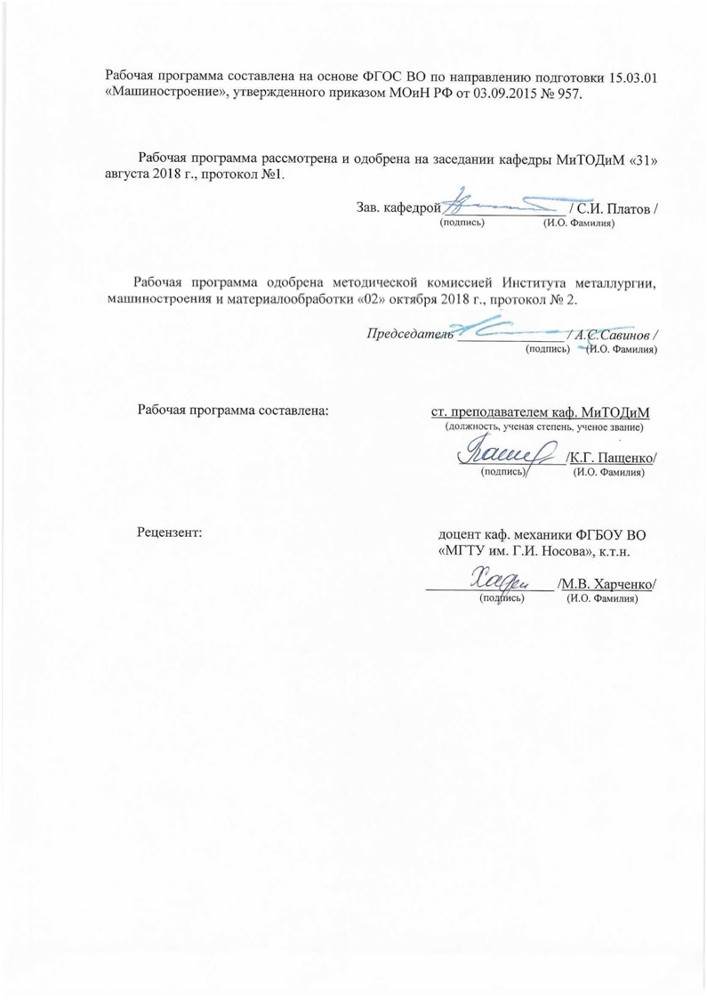 Рабочая программа составлена на основе ФГОС ВО по направлению подготовки 15.03.01
«Машиностроение», утвержденного приказом МОиН РФ от 03.09.2015 № 957.
Рабочая программа рассмотрена и одобрена на заседании кафедры МиТОДиМ «31»
августа 2018 г., протокол №1.
Зав. кафедрой / С.И. Платов /
(подпись) (И.О. Фамилия)
Рабочая программа одобрена методической комиссией Института металлургии,
машиностроения и материалообработки «02» октября 2018 г., протокол № 2.
Председатель / А.С.Савинов /
(подпись) (И.О. Фамилия)
Рабочая программа составлена: ст. преподавателем каф. МиТОДиМ
(должность, ученая степень, ученое звание)
/К.Г. Пащенко/
(подпись) (И.О. Фамилия)
Рецензент: доцент каф. механики ФГБОУ ВО
«МГТУ им. Г.И. Носова», к.т.н.
/М.В. Харченко/
(подпись) (И.О. Фамилия)